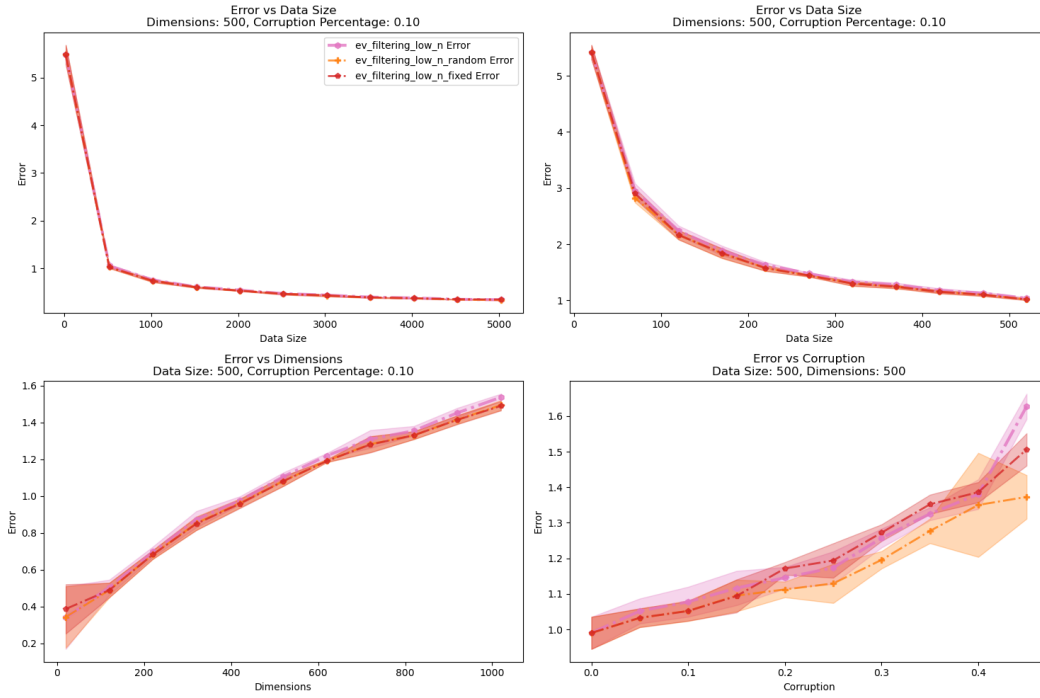 Error vs Data Size
Dimensions: 500, Corruption Percentage: 0.10
Error
5
4
3
2
1
ev_filtering_low_n Error
ev_filtering_low_n_random Error
ev_filtering_low_n_fixed Error
0
1000
2000
3000
4000
5000
Data Size
Error vs Data Size
Dimensions: 500, Corruption Percentage: 0.10
Error
5
4
3
2
1
0
100
200
300
400
500
Data Size
Error vs Dimensions
Data Size: 500, Corruption Percentage: 0.10
Error
1.6
1.4
1.2
1.0
0.8
0.6
0.4
0.2
0
200
400
600
800
1000
Dimensions
Error vs Corruption
Data Size: 500, Dimensions: 500
Error
1.6
1.5
1.4
1.3
1.2
1.1
1.0
0.0
0.1
0.2
0.3
0.4
Corruption